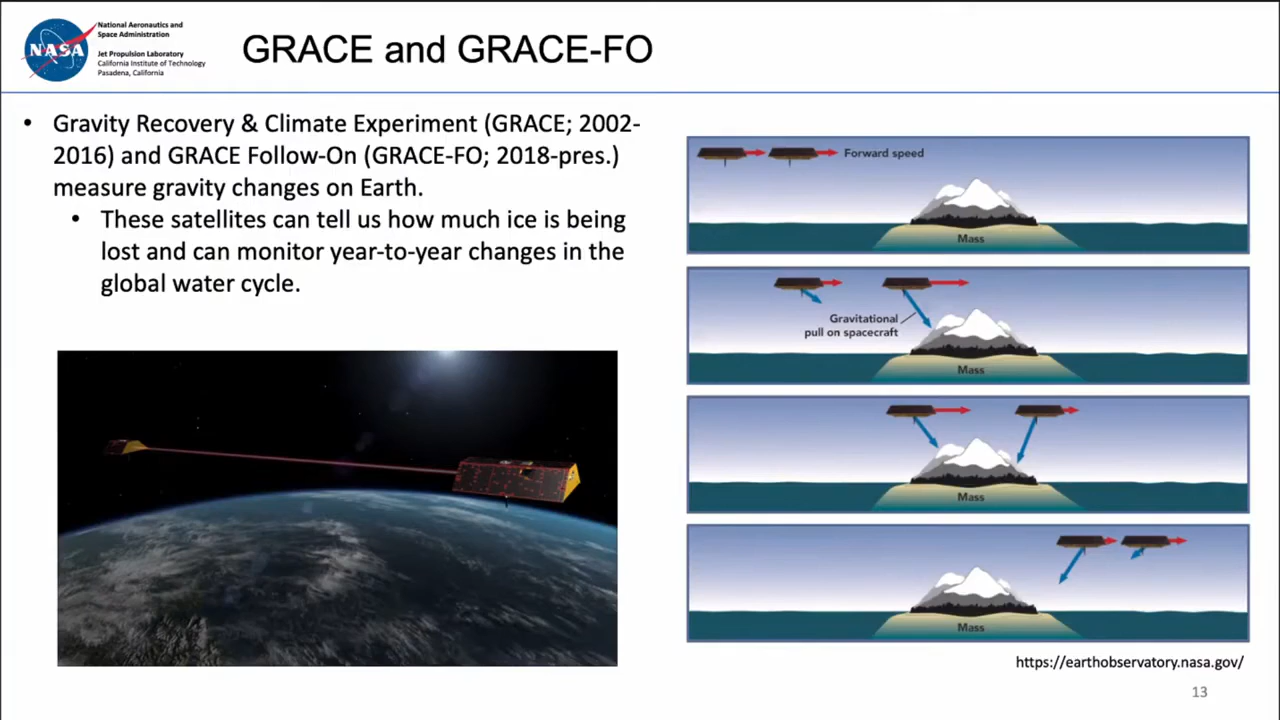 National Aeronautics and
Space Administration
Jet Propulsion Laboratory
California Institute of Technology
Pasadena, California
NASA
GRACE and GRACE-FO
• Gravity Recovery & Climate Experiment (GRACE; 2002-
2016) and GRACE Follow-On (GRACE-FO; 2018-pres.)
measure gravity changes on Earth.
• These satellites can tell us how much ice is being
lost and can monitor year-to-year changes in the
global water cycle.
Forward speed
Mass
Gravitational
pull on spacecraft
Mass
Mass
Mass
https://earthobservatory.nasa.gov/
13